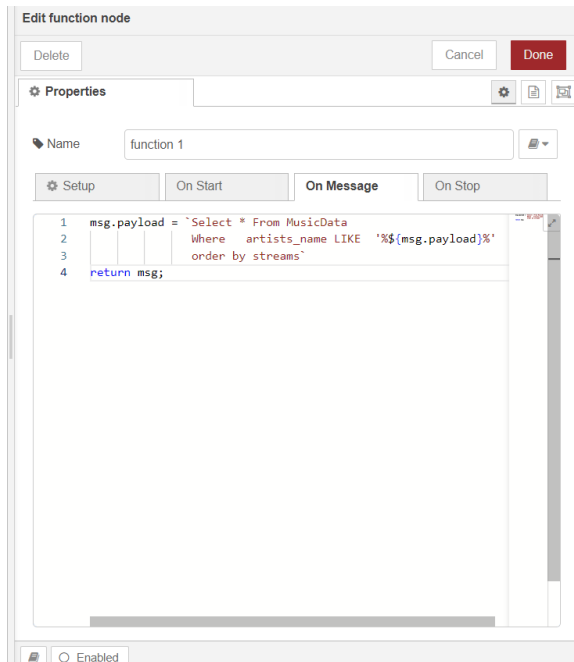 Edit function node
Delete
Cancel
Done
Properties
Name
function 1
Setup
On Start
On Message
On Stop
1 msg.payload = `Select * From MusicData
2 Where artists_name LIKE '%${msg.payload}%'
3 order by streams`
4 return msg;
Enabled